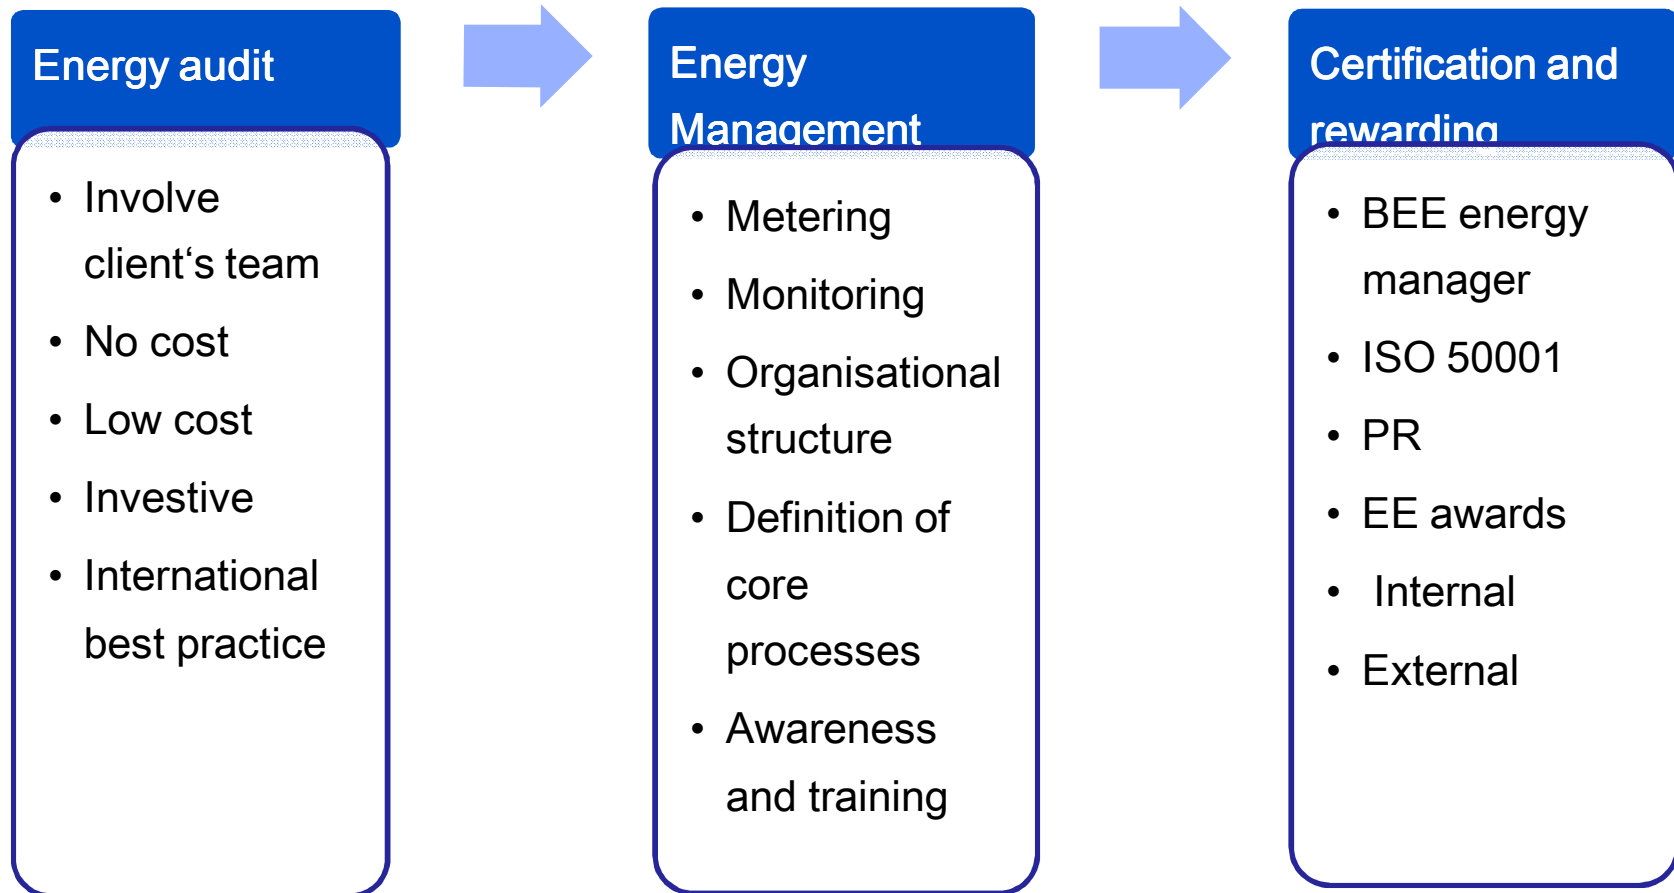 Energy audit
• Involve
client‘s team
• No cost
• Low cost
• Investive
• International
best practice
Energy
Management
• Metering
• Monitoring
• Organisational
structure
• Definition of
core
processes
• Awareness
and training
Certification and
rewarding
• BEE energy
manager
• ISO 50001
• PR
• EE awards
• Internal
• External